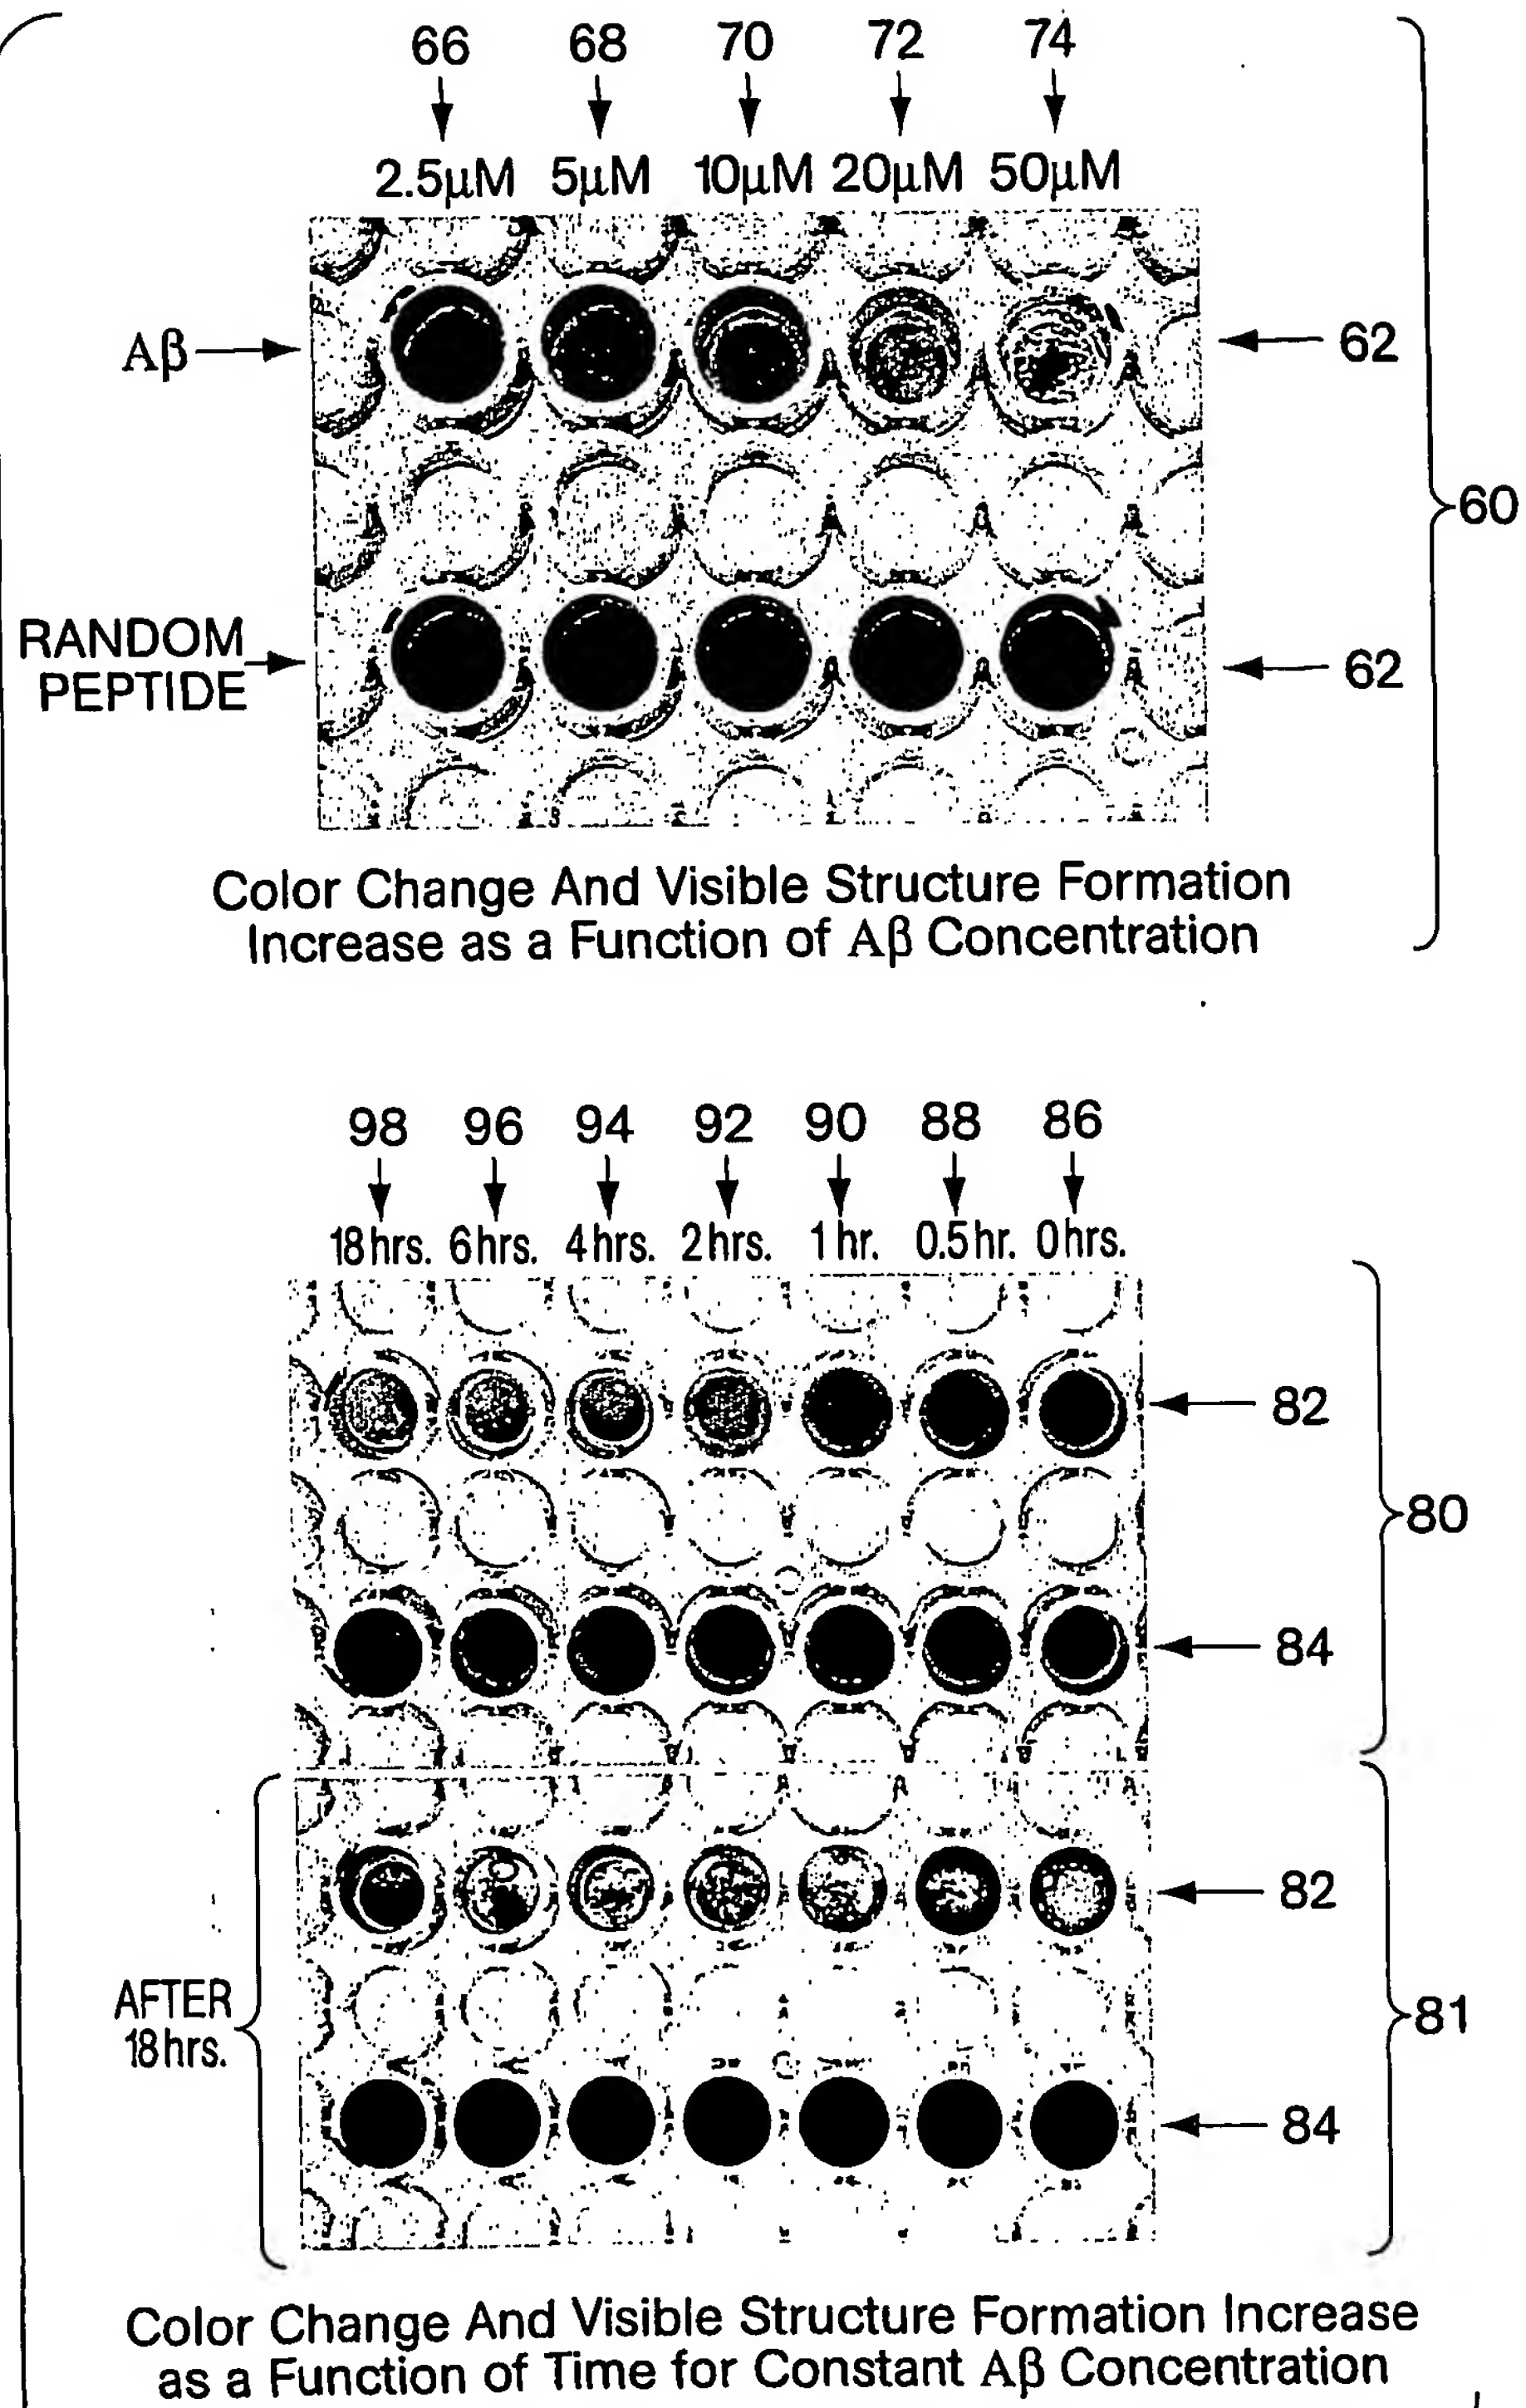 66 68 70 72 74
2.5μM 5μM 10μM 20μM 50μM
Aβ
62
60
RANDOM
PEPTIDE
62
Color Change And Visible Structure Formation
Increase as a Function of Aβ Concentration
98 96 94 92 90 88 86
18hrs. 6hrs. 4hrs. 2hrs. 1hr. 0.5hr. 0hrs.
82
80
84
82
AFTER
18hrs.
81
84
Color Change And Visible Structure Formation Increase
as a Function of Time for Constant Aβ Concentration